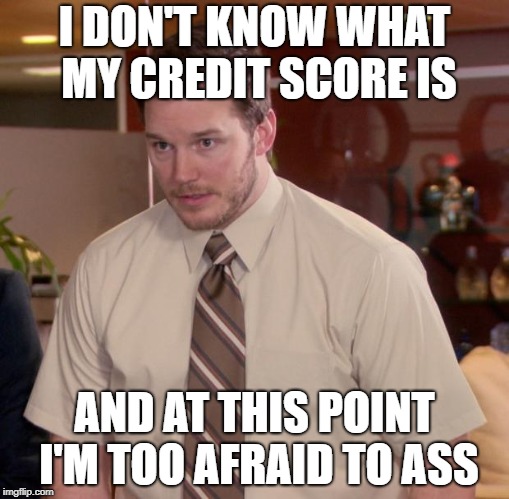 I DON'T KNOW WHAT
MY CREDIT SCORE IS
AND AT THIS POINT
I'M TOO AFRAID TO ASS
imgflip.com